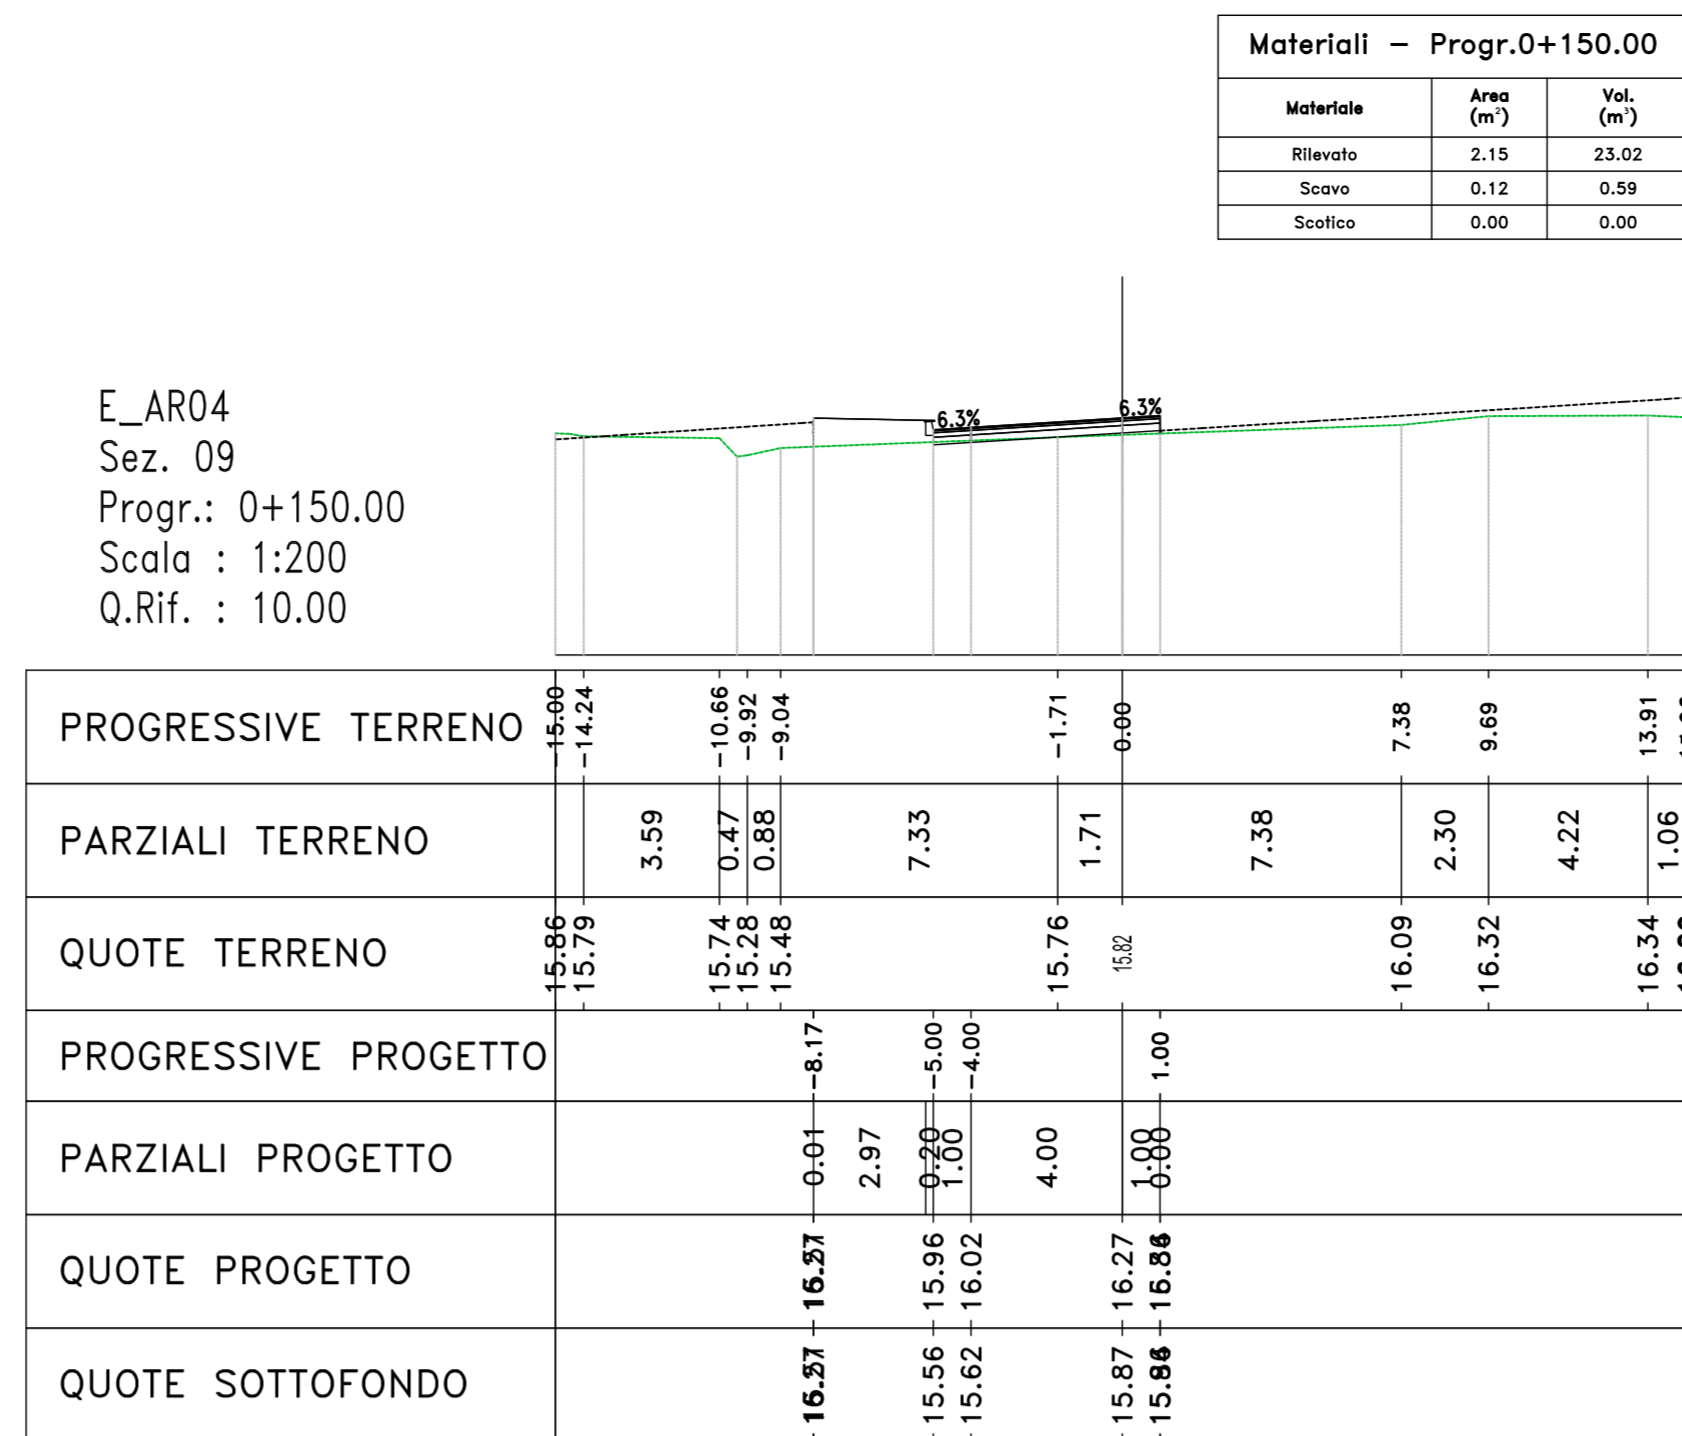 Materiali - Progr.0+150.00
Materiale Area (m²) Vol. (m³)
Rilevato 2.15 23.02
Scavo 0.12 0.59
Scotico 0.00 0.00
6.3% 6.3%
E_AR04
Sez. 09
Progr.: 0+150.00
Scala : 1:200
Q.Rif. : 10.00
PROGRESSIVE TERRENO -15.00 -14.24 -10.66 -9.92 -9.04 -1.71 0.00 7.38 9.69 13.91
PARZIALI TERRENO 3.59 0.47 0.88 7.33 1.71 7.38 2.30 4.22 1.06
QUOTE TERRENO 15.86 15.79 15.74 15.28 15.48 15.76 15.82 16.09 16.32 16.34
PROGRESSIVE PROGETTO -8.17 -5.00 -4.00 1.00
PARZIALI PROGETTO 0.01 2.97 0.20 1.00 4.00 1.00 0.00
QUOTE PROGETTO 15.96 16.02 16.27
QUOTE SOTTOFONDO 15.56 15.62 15.87